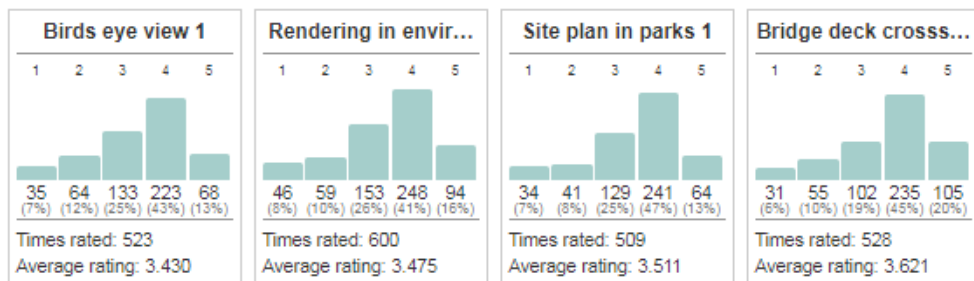 Birds eye view 1
1 2 3 4 5
35 64 133 223 68
(7%) (12%) (25%) (43%) (13%)
Times rated: 523
Average rating: 3.430
Rendering in envir...
1 2 3 4 5
46 59 153 248 94
(8%) (10%) (26%) (41%) (16%)
Times rated: 600
Average rating: 3.475
Site plan in parks 1
1 2 3 4 5
34 41 129 241 64
(7%) (8%) (25%) (47%) (13%)
Times rated: 509
Average rating: 3.511
Bridge deck crosss...
1 2 3 4 5
31 55 102 235 105
(6%) (10%) (19%) (45%) (20%)
Times rated: 528
Average rating: 3.621